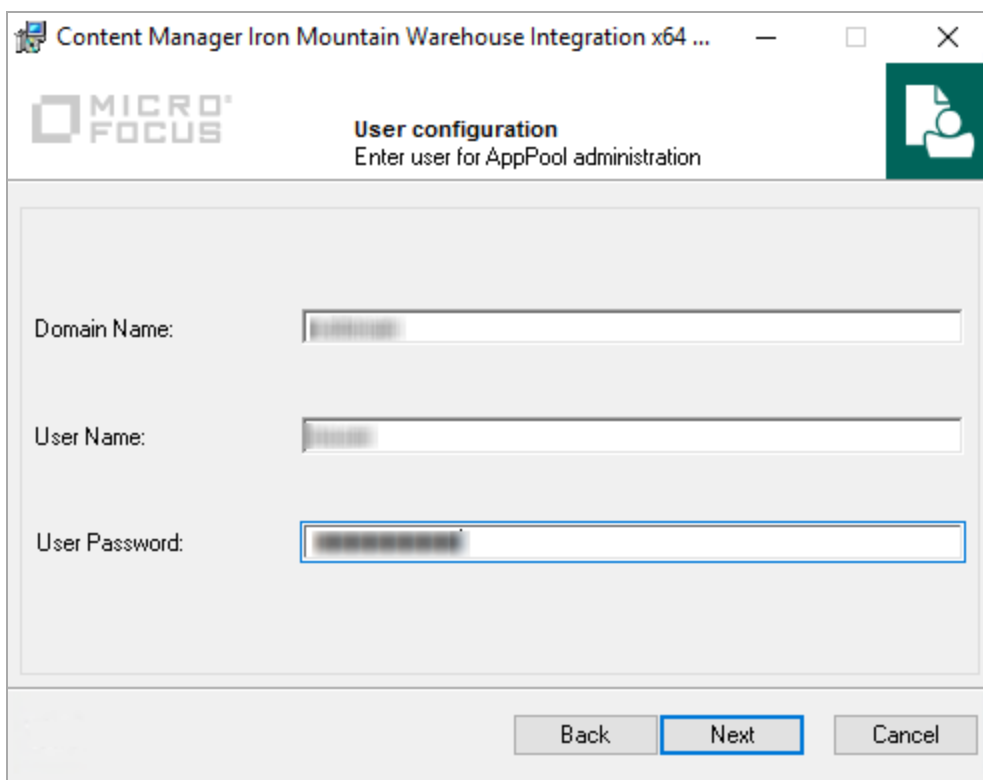 Content Manager Iron Mountain Warehouse Integration x64 ...
MICRO
FOCUS
User configuration
Enter user for AppPool administration
Domain Name:
User Name:
User Password:
Back Next Cancel